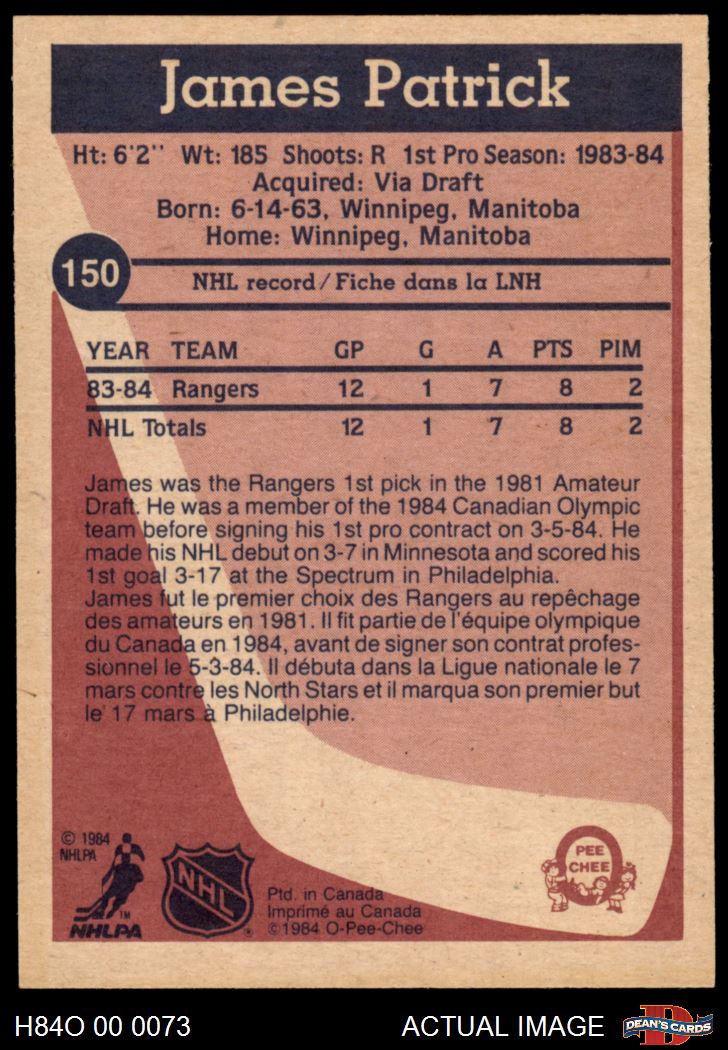 James Patrick
Ht: 6'2'' Wt: 185 Shoots: R 1st Pro Season: 1983-84
Acquired: Via Draft
Born: 6-14-63, Winnipeg, Manitoba
Home: Winnipeg, Manitoba
150
NHL record/Fiche dans la LNH
YEAR TEAM GP G A PTS PIM
83-84 Rangers 12 1 7 8 2
NHL Totals 12 1 7 8 2
James was the Rangers 1st pick in the 1981 Amateur
Draft. He was a member of the 1984 Canadian Olympic
team before signing his 1st pro contract on 3-5-84. He
made his NHL debut on 3-7 in Minnesota and scored his
1st goal 3-17 at the Spectrum in Philadelphia.
James fut le premier choix des Rangers au repêchage
des amateurs en 1981. Il fit partie de l'équipe olympique
du Canada en 1984, avant de signer son contrat profes-
sionnel le 5-3-84. Il débuta dans la Ligue nationale le 7
mars contre les North Stars et il marqua son premier but
le 17 mars à Philadelphie.
© 1984
NHLPA
TM
NHLPA
NHL
®
Ptd. in Canada
Imprimé au Canada
©1984 O-Pee-Chee
PEE
CHEE
H84O 00 0073
ACTUAL IMAGE
D
DEAN'S CARDS